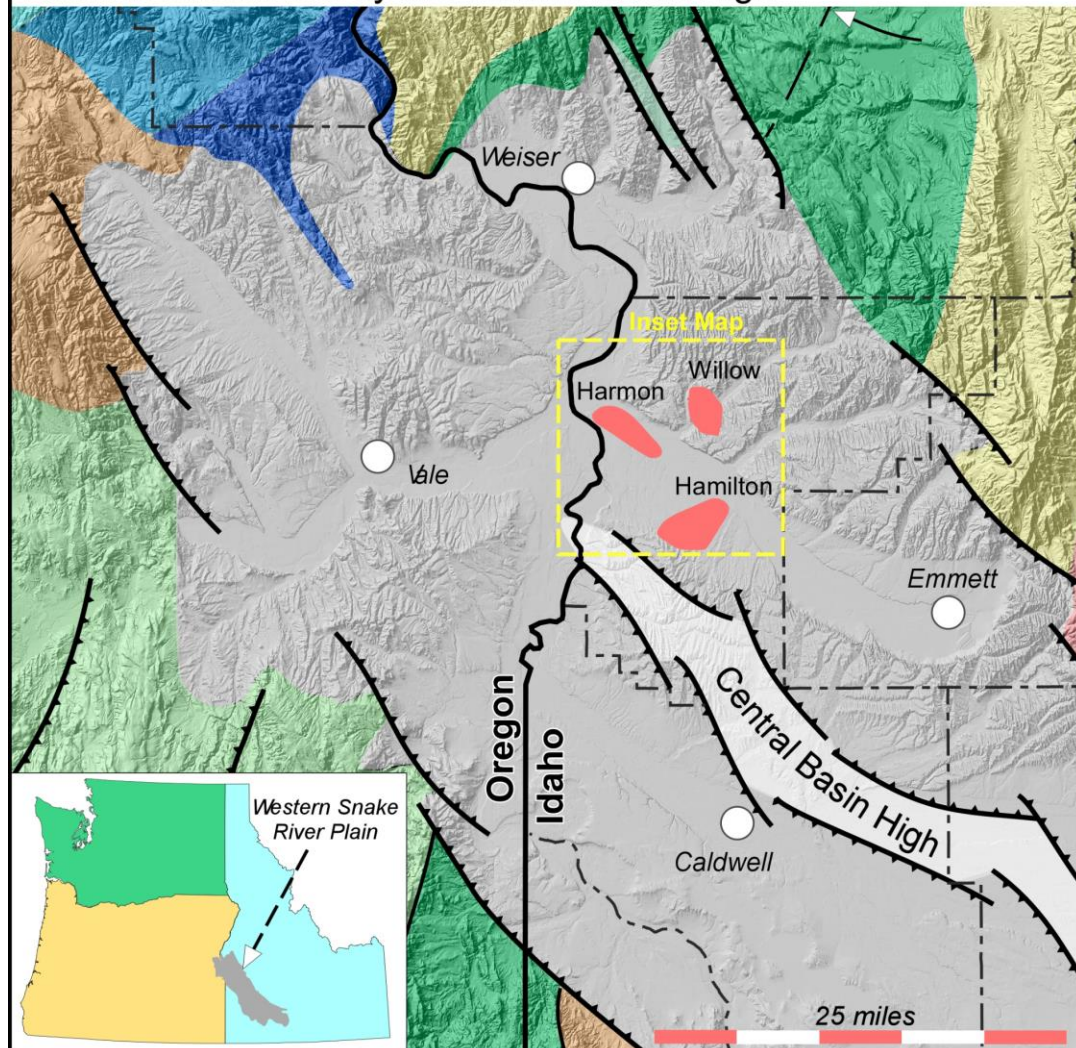 Weiser
Inset Map
Willow
Harmon
Vale
Hamilton
Emmett
Oregon
Idaho
Central Basin High
Western Snake
River Plain
Caldwell
25 miles